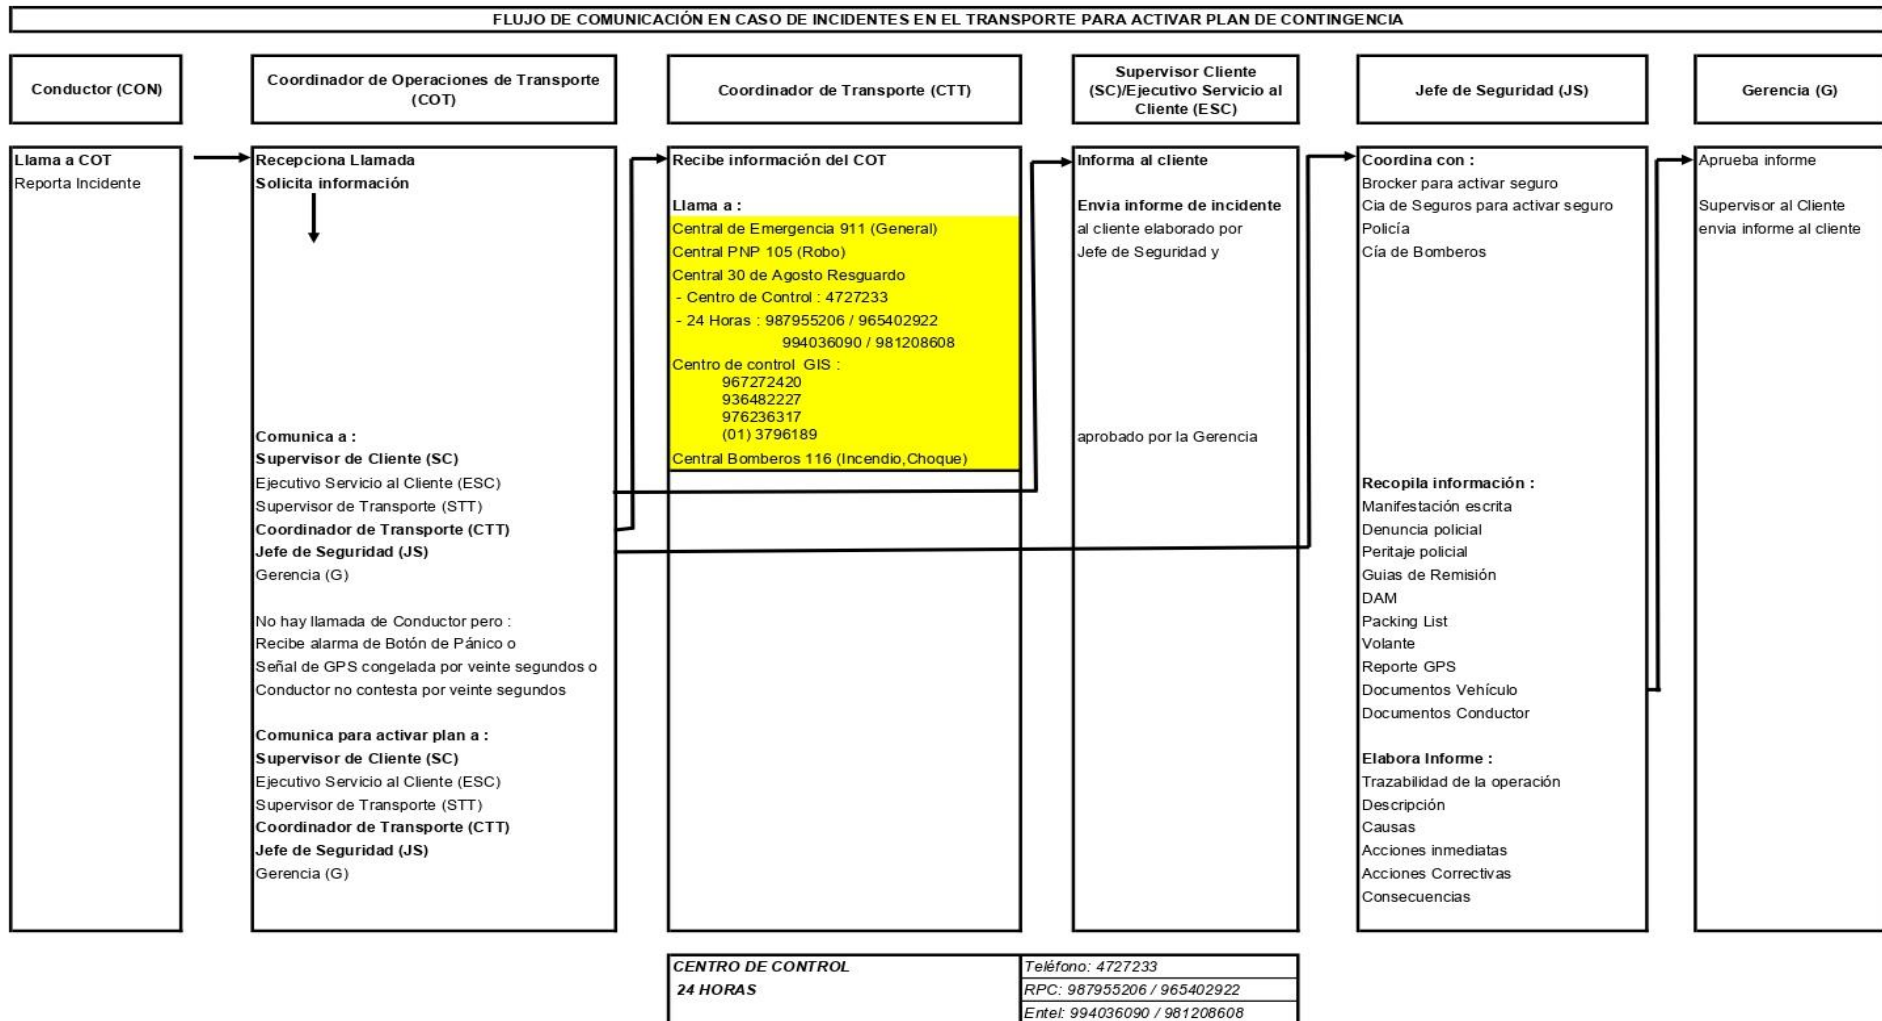 FLUJO DE COMUNICACIÓN EN CASO DE INCIDENTES EN EL TRANSPORTE PARA ACTIVAR PLAN DE CONTINGENCIA
Conductor (CON)
Coordinador de Operaciones de Transporte
(COT)
Coordinador de Transporte (CTT)
Supervisor Cliente
(SC)/Ejecutivo Servicio al
Cliente (ESC)
Jefe de Seguridad (JS)
Gerencia (G)
Llama a COT
Reporta Incidente
Recepciona Llamada
Solicita información
Comunica a :
Supervisor de Cliente (SC)
Ejecutivo Servicio al Cliente (ESC)
Supervisor de Transporte (STT)
Coordinador de Transporte (CTT)
Jefe de Seguridad (JS)
Gerencia (G)
No hay llamada de Conductor pero :
Recibe alarma de Botón de Pánico o
Señal de GPS congelada por veinte segundos o
Conductor no contesta por veinte segundos
Comunica para activar plan a :
Supervisor de Cliente (SC)
Ejecutivo Servicio al Cliente (ESC)
Supervisor de Transporte (STT)
Coordinador de Transporte (CTT)
Jefe de Seguridad (JS)
Gerencia (G)
Recibe información del COT
Llama a :
Central de Emergencia 911 (General)
Central PNP 105 (Robo)
Central 30 de Agosto Resguardo
- Centro de Control : 4727233
- 24 Horas : 987955206 / 965402922
994036090 / 981208608
Centro de control GIS :
967272420
936482227
976236317
(01) 3796189
Central Bomberos 116 (Incendio,Choque)
Informa al cliente
Envia informe de incidente
al cliente elaborado por
Jefe de Seguridad y
aprobado por la Gerencia
Coordina con :
Brocker para activar seguro
Cia de Seguros para activar seguro
Policía
Cía de Bomberos
Recopila información :
Manifestación escrita
Denuncia policial
Peritaje policial
Guias de Remisión
DAM
Packing List
Volante
Reporte GPS
Documentos Vehículo
Documentos Conductor
Elabora Informe :
Trazabilidad de la operación
Descripción
Causas
Acciones inmediatas
Acciones Correctivas
Consecuencias
Aprueba informe
Supervisor al Cliente
envia informe al cliente
CENTRO DE CONTROL
24 HORAS
Teléfono: 4727233
RPC: 987955206 / 965402922
Entel: 994036090 / 981208608